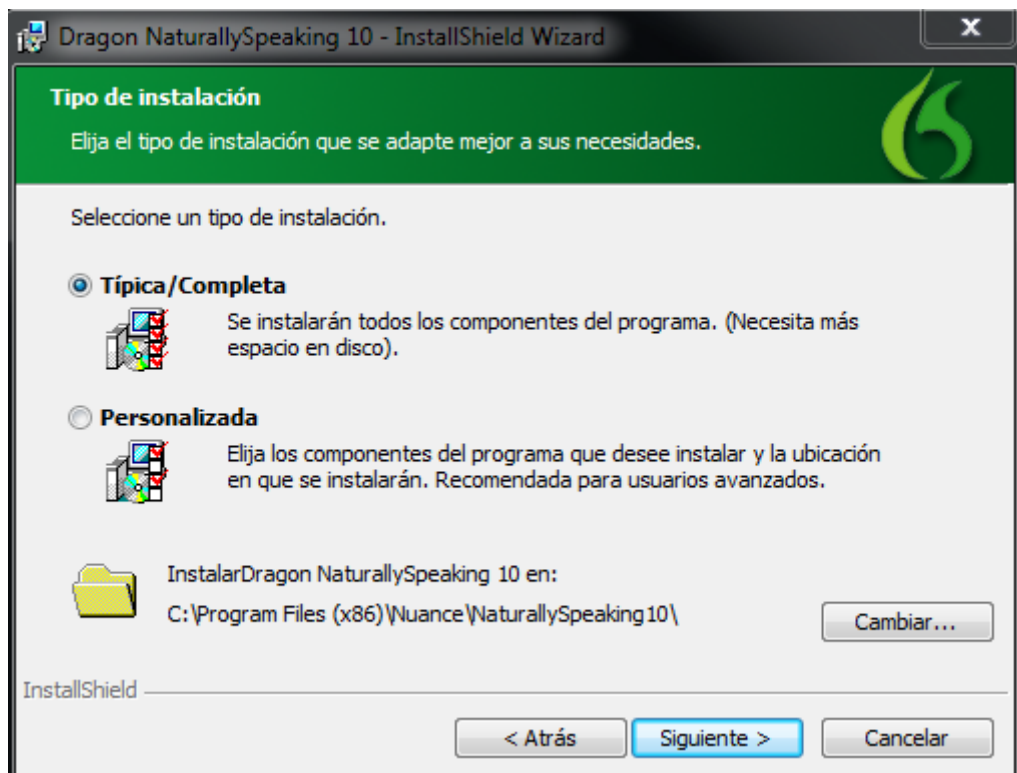 Dragon NaturallySpeaking 10 - InstallShield Wizard
Tipo de instalación
Elija el tipo de instalación que se adapte mejor a sus necesidades.
Seleccione un tipo de instalación.
Típica/Completa
Se instalarán todos los componentes del programa. (Necesita más
espacio en disco).
Personalizada
Elija los componentes del programa que desee instalar y la ubicación
en que se instalarán. Recomendada para usuarios avanzados.
InstalarDragon NaturallySpeaking 10 en:
C:\Program Files (x86)\Nuance\NaturallySpeaking10\
Cambiar...
InstallShield
< Atrás
Siguiente >
Cancelar